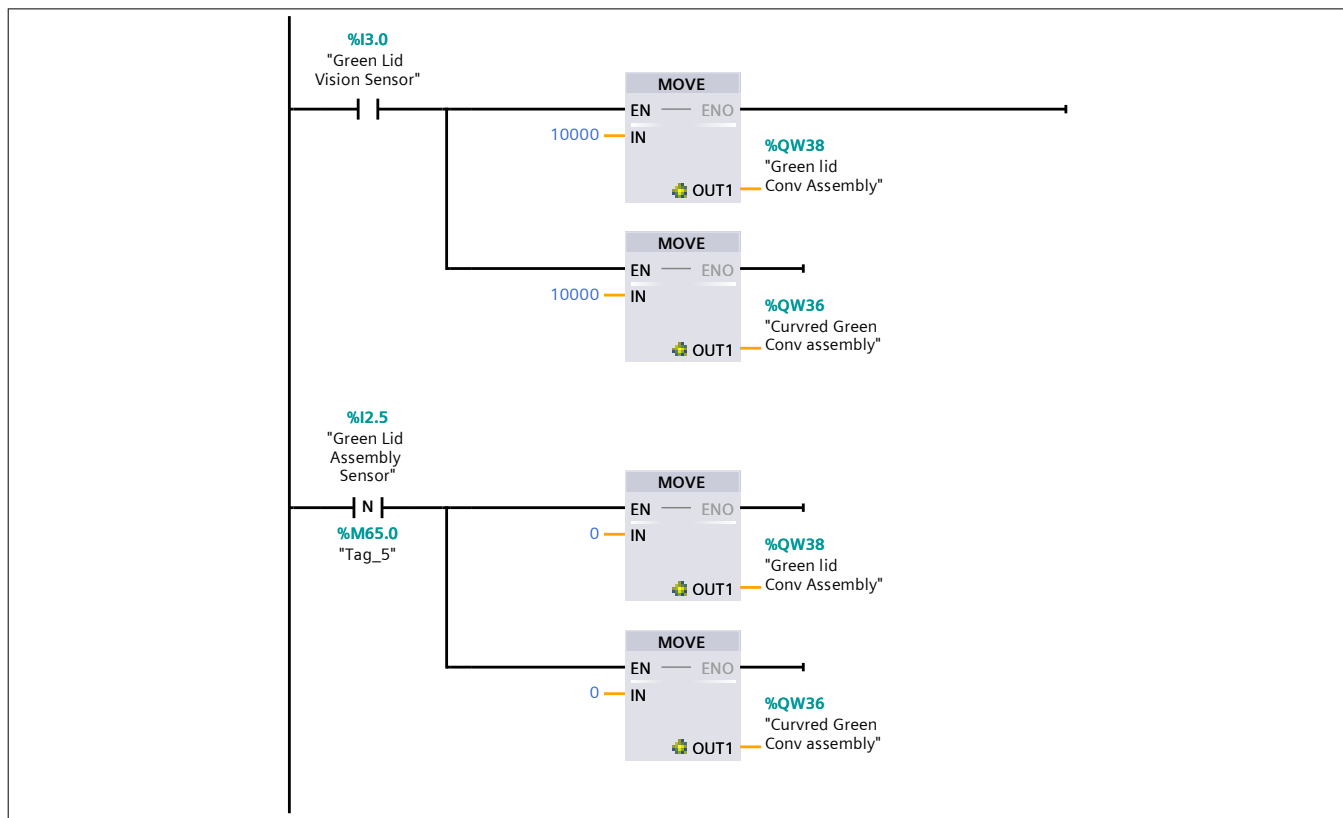 %I3.0
"Green Lid
Vision Sensor"
MOVE
EN ENO
10000 IN
%QW38
"Green lid
OUT1 Conv Assembly"
MOVE
EN ENO
10000 IN
%QW36
"Curvred Green
OUT1 Conv assembly"
%I2.5
"Green Lid
Assembly
Sensor"
N
%M65.0
"Tag_5"
MOVE
EN ENO
0 IN
%QW38
"Green lid
OUT1 Conv Assembly"
MOVE
EN ENO
0 IN
%QW36
"Curvred Green
OUT1 Conv assembly"